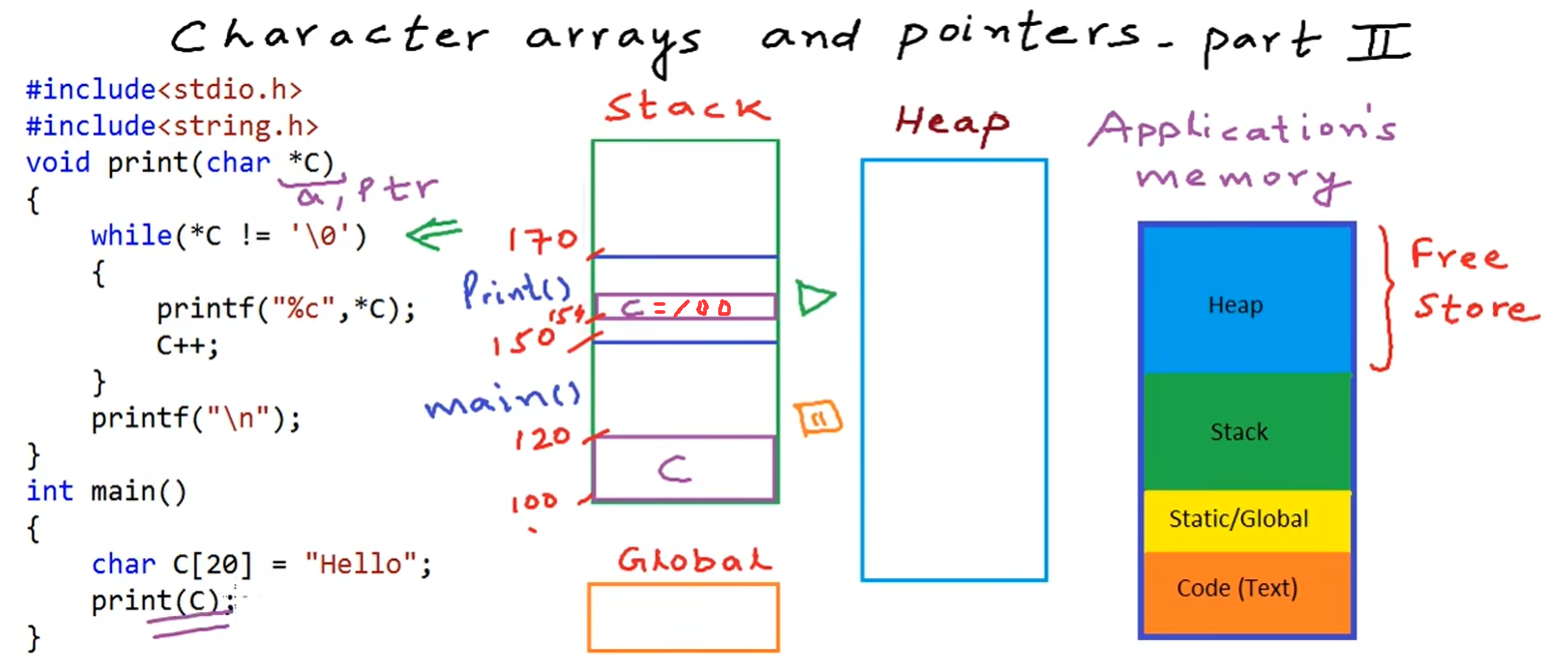 Character arrays and pointers - part II
#include<stdio.h>
#include<string.h>
void print(char *C)
{
while(*C != '\0')
{
printf("%c",*C);
C++;
}
printf("\n");
}
int main()
{
char C[20] = "Hello";
print(C);
}
Ptr
Stack
170
Print()
C = 100
154
150
main()
120
C
100
Global
Heap
Application's
memory
Heap
Stack
Static/Global
Code (Text)
Free
Store